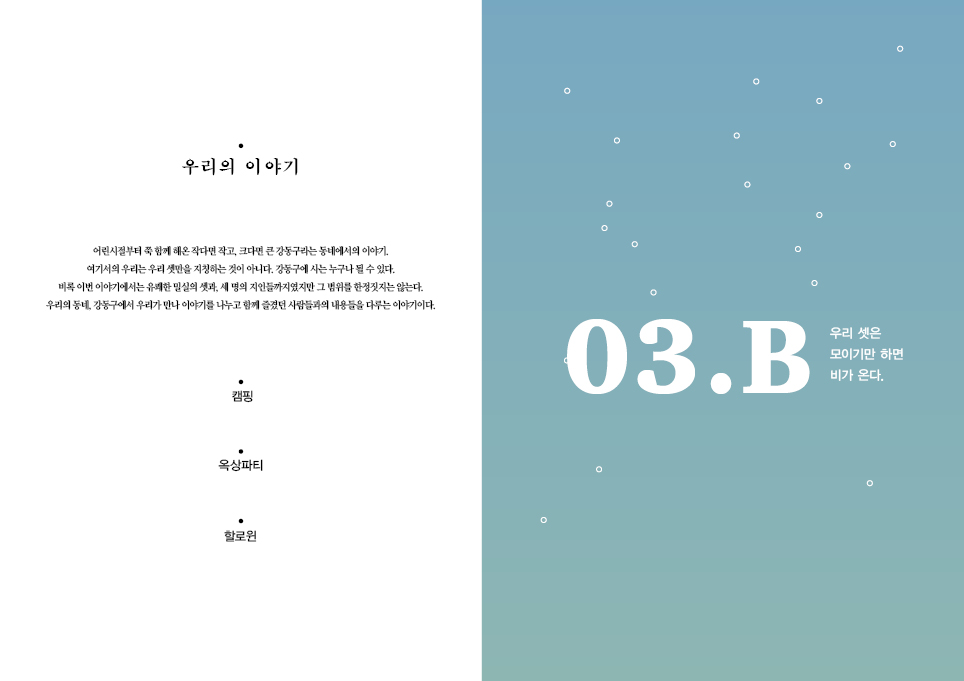 우리의 이야기
어린시절부터 쭉 함께 해온 작다면 작고, 크다면 큰 강동구라는 동네에서의 이야기.
여기서의 우리는 우리 셋만을 지칭하는 것이 아니다. 강동구에 사는 누구나 될 수 있다.
비록 이번 이야기에서는 유쾌한 밀실의 셋과, 세 명의 지인들까지였지만 그 범위를 한정짓지는 않는다.
우리의 동네, 강동구에서 우리가 만나 이야기를 나누고 함께 즐겼던 사람들과의 내용들을 다루는 이야기이다.
캠핑
옥상파티
할로윈
03.B
우리 셋은
모이기만 하면
비가 온다.